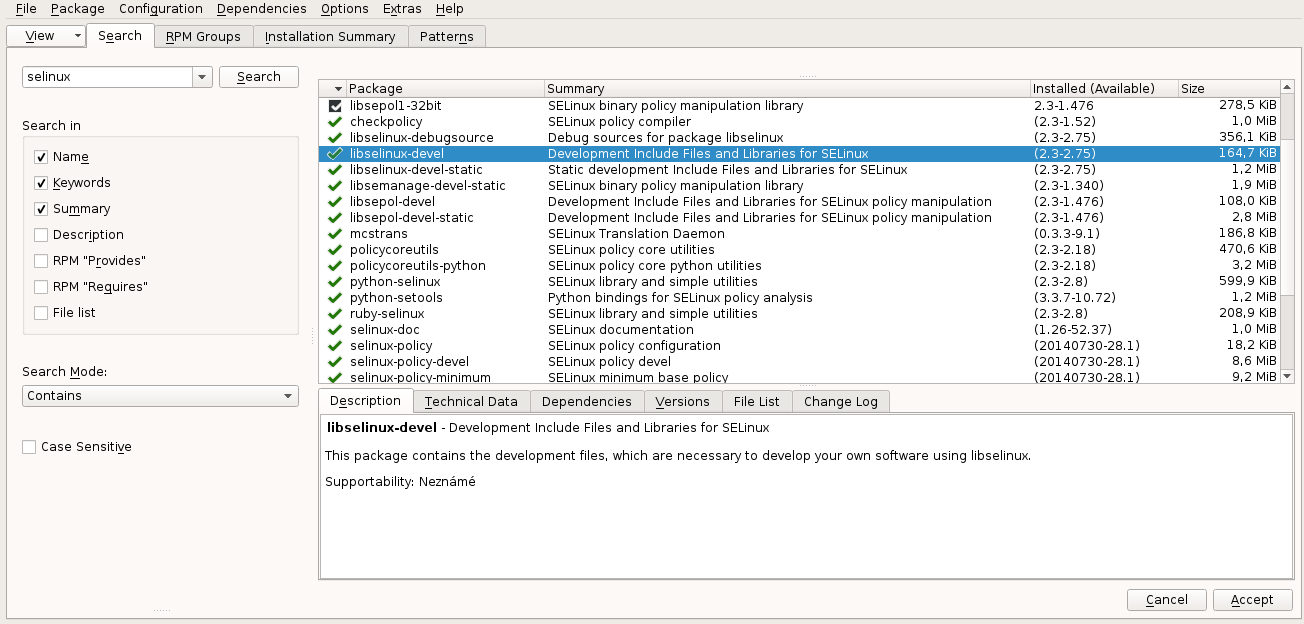 File Package Configuration Dependencies Options Extras Help
View Search RPM Groups Installation Summary Patterns
selinux Search
Search in
Name
Keywords
Summary
Description
RPM "Provides"
RPM "Requires"
File list
Search Mode:
Contains
Case Sensitive
Package Summary Installed (Available) Size
libsepol1-32bit SELinux binary policy manipulation library 2.3-1.476 278,5 KiB
checkpolicy SELinux policy compiler (2.3-1.52) 1,0 MiB
libselinux-debugsource Debug sources for package libselinux (2.3-2.75) 356,1 KiB
libselinux-devel Development Include Files and Libraries for SELinux (2.3-2.75) 164,7 KiB
libselinux-devel-static Static development Include Files and Libraries for SELinux (2.3-2.75) 1,2 MiB
libsemanage-devel-static SELinux binary policy manipulation library (2.3-1.340) 1,9 MiB
libsepol-devel Development Include Files and Libraries for SELinux policy manipulation (2.3-1.476) 108,0 KiB
libsepol-devel-static Development Include Files and Libraries for SELinux policy manipulation (2.3-1.476) 2,8 MiB
mcstrans SELinux Translation Daemon (0.3.3-9.1) 186,8 KiB
policycoreutils SELinux policy core utilities (2.3-2.18) 470,6 KiB
policycoreutils-python SELinux policy core python utilities (2.3-2.18) 3,2 MiB
python-selinux SELinux library and simple utilities (2.3-2.8) 599,9 KiB
python-setools Python bindings for SELinux policy analysis (3.3.7-10.72) 1,2 MiB
ruby-selinux SELinux library and simple utilities (2.3-2.8) 208,9 KiB
selinux-doc SELinux documentation (1.26-52.37) 1,0 MiB
selinux-policy SELinux policy configuration (20140730-28.1) 18,2 KiB
selinux-policy-devel SELinux policy devel (20140730-28.1) 8,6 MiB
selinux-policy-minimum SELinux minimum base policy (20140730-28.1) 9,2 MiB
Description Technical Data Dependencies Versions File List Change Log
libselinux-devel - Development Include Files and Libraries for SELinux
This package contains the development files, which are necessary to develop your own software using libselinux.
Supportability: Neznámé
Cancel Accept